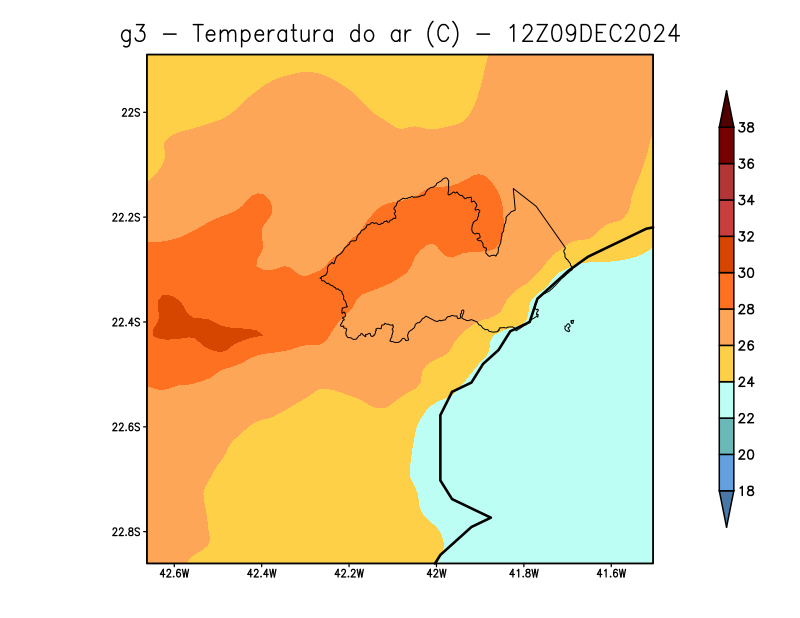 g3 - Temperatura do ar (C) - 12Z09DEC2024
22S
22.2S
22.4S
22.6S
22.8S
42.6W
42.4W
42.2W
42W
41.8W
41.6W
38
36
34
32
30
28
26
24
22
20
18